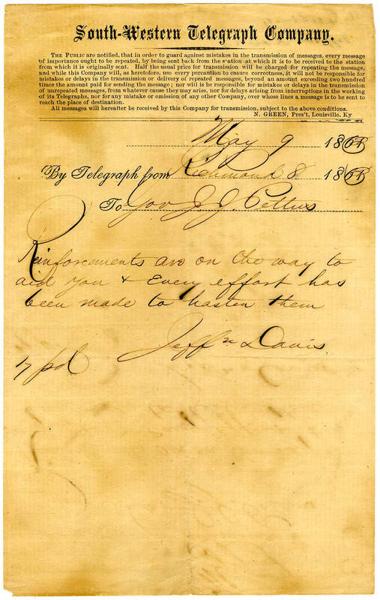 South-Western Telegraph Company.
The Public are notified, that in order to guard against mistakes in the transmission of messages, every message
of importance ought to be repeated, by being sent back from the station at which it is to be received to the station
from which it is originally sent. Half the usual price for transmission will be charged for repeating the message,
and while this Company will, as heretofore, use every precaution to ensure correctness, it will not be responsible for
mistakes or delays in the transmission or delivery of repeated messages, beyond an amount exceeding two hundred
times the amount paid for sending the message; nor will it be responsible for mistakes or delays in the transmission
of unrepeated messages, from whatever cause they may arise, nor for delays arising from interruptions in the working
of its Telegraphs, nor for any mistake or omission of any other Company, over whose lines a message is to be sent to
reach the place of destination.
All messages will hereafter be received by this Company for transmission, subject to the above conditions.
N. GREEN, Pres't, Louisville, Ky
May 9 1863
By Telegraph from Richmond 8 1863
To Gov J. J. Pettus
Reinforcements are on the way to
aid you & Every effort has
been made to hasten them
Jeffn Davis
pd